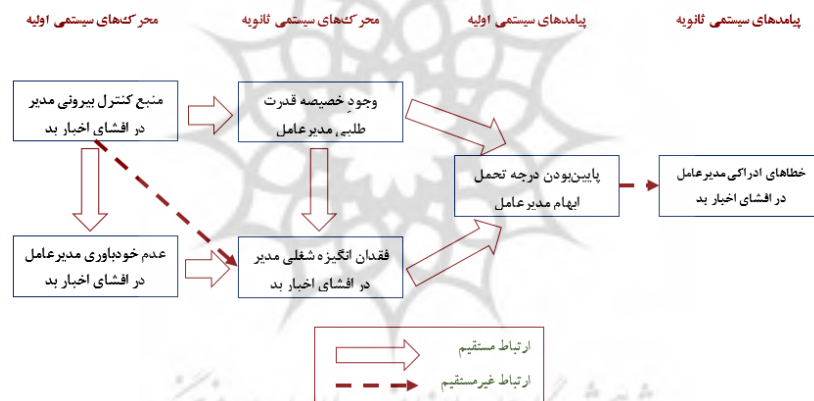 محرک‌های سیستمی اولیه
محرک‌های سیستمی ثانویه
پیامدهای سیستمی اولیه
پیامدهای سیستمی ثانویه
منبع کنترل بیرونی مدیر
در افشای اخبار بد
وجودِ خصیصه قدرت
طلبی مدیرعامل
پایین‌بودن درجه تحمل
ابهام مدیرعامل
خطاهای ادراکی مدیرعامل
در افشای اخبار بد
عدم خودباوری مدیرعامل
در افشای اخبار بد
فقدان انگیزه شغلی مدیر
در افشای اخبار بد
ارتباط مستقیم
ارتباط غیرمستقیم